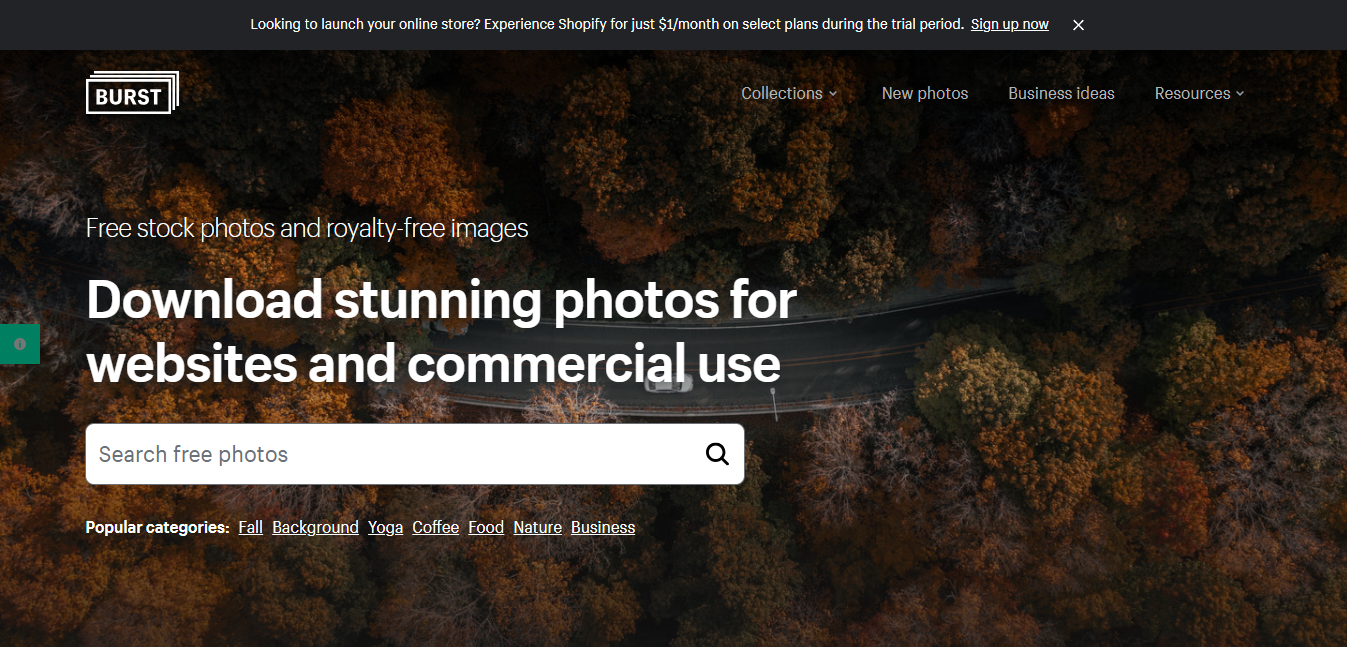 Looking to launch your online store? Experience Shopify for just $1/month on select plans during the trial period. Sign up now
BURST
Collections
New photos
Business ideas
Resources
Free stock photos and royalty-free images
Download stunning photos for
websites and commercial use
Search free photos
Popular categories: Fall Background Yoga Coffee Food Nature Business